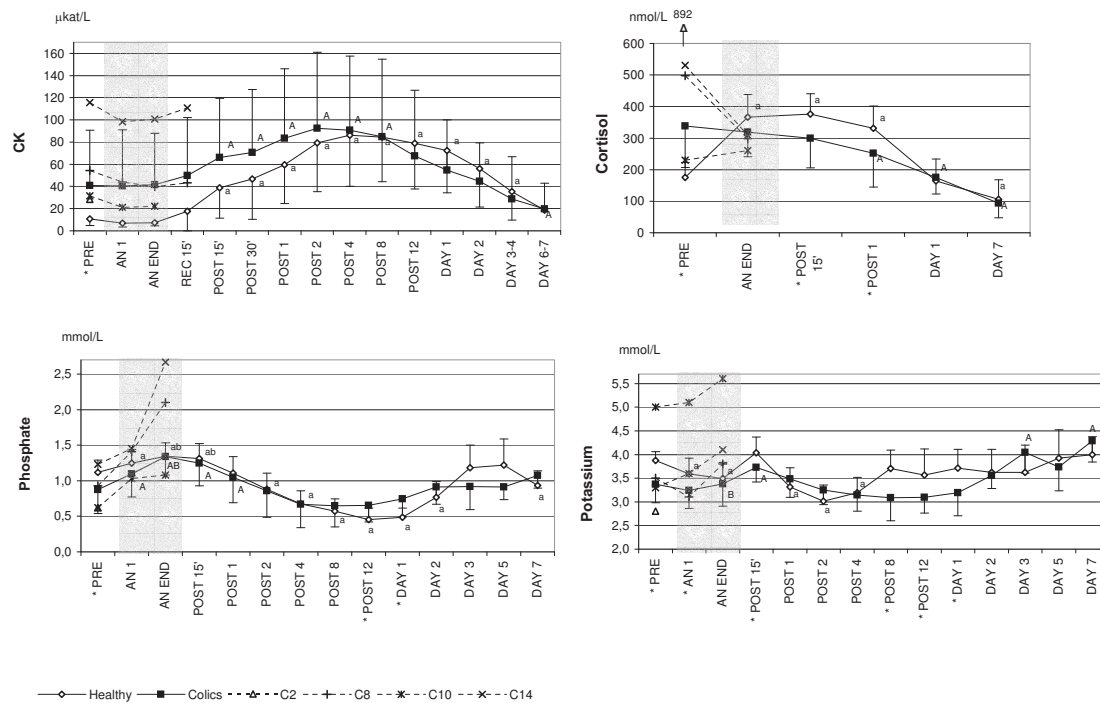 µkat/L
CK
160
140
120
100
80
60
40
20
0
A A A A A A
a a a a a a a a A
* PRE
AN 1
AN END
REC 15'
POST 15'
POST 30'
POST 1
POST 2
POST 4
POST 8
POST 12
DAY 1
DAY 2
DAY 3-4
DAY 6-7
nmol/L
892
Cortisol
600
500
400
300
200
100
0
a a a A A a A
* PRE
AN END
* POST
15'
* POST 1
DAY 1
DAY 7
mmol/L
Phosphate
2,5
2,0
1,5
1,0
0,5
0,0
a A ab AB a A a A a a a a a a a
* PRE
AN 1
AN END
POST 15'
POST 1
POST 2
POST 4
POST 8
* POST 12
* DAY 1
DAY 2
DAY 3
DAY 5
DAY 7
mmol/L
Potassium
5,5
5,0
4,5
4,0
3,5
3,0
2,5
2,0
a a B A a a a A A
* PRE
* AN 1
AN END
* POST 15'
POST 1
POST 2
POST 4
* POST 8
* POST 12
* DAY 1
DAY 2
DAY 3
DAY 5
DAY 7
Healthy Colics C2 C8 C10 C14